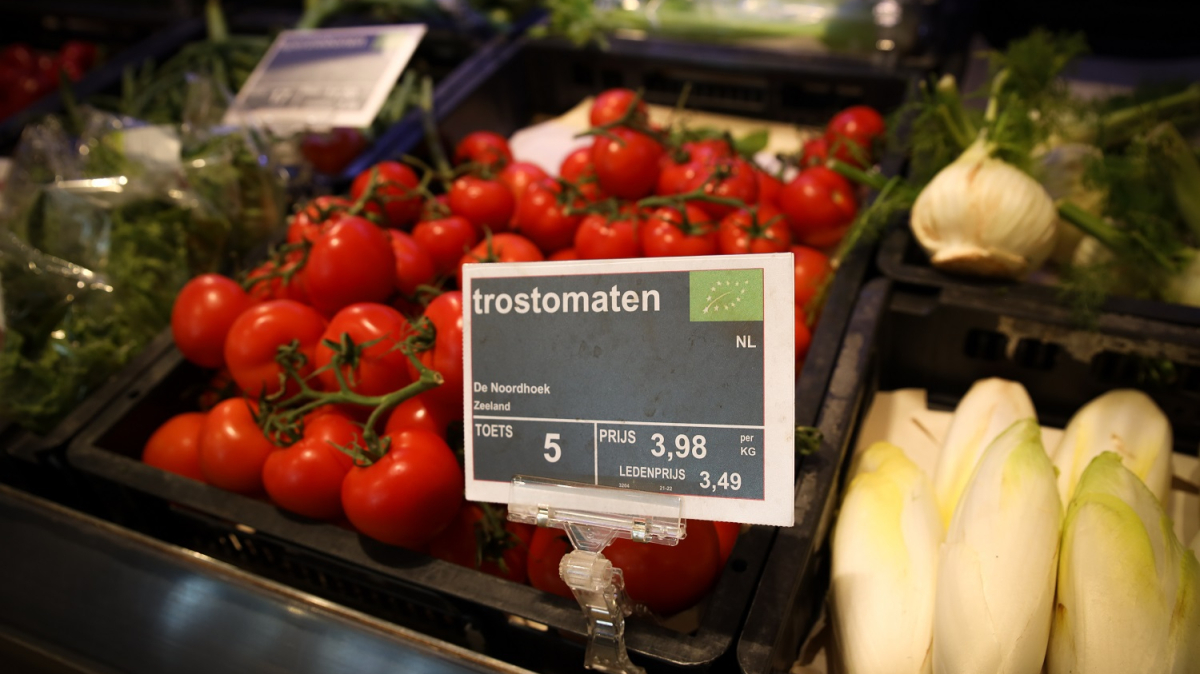 trostomaten
NL
De Noordhoek
Zeeland
TOETS 5
PRIJS 3,98 per KG
LEDENPRIJS 3,49